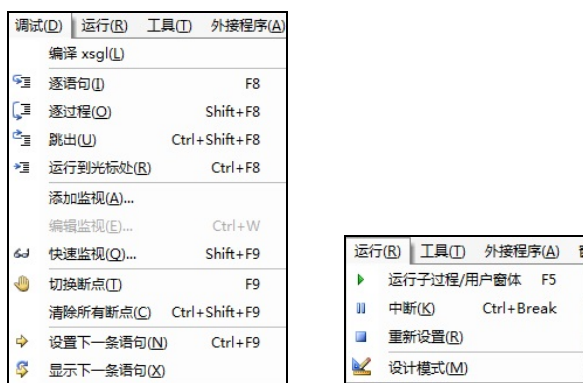 调试(D) 运行(R) 工具(T) 外接程序(A)
编译 xsgl(L)
逐语句(I) F8
逐过程(O) Shift+F8
跳出(U) Ctrl+Shift+F8
运行到光标处(R) Ctrl+F8
添加监视(A)...
编辑监视(E)... Ctrl+W
快速监视(Q)... Shift+F9
切换断点(T) F9
清除所有断点(C) Ctrl+Shift+F9
设置下一条语句(N) Ctrl+F9
显示下一条语句(X)
运行(R) 工具(T) 外接程序(A)
运行子过程/用户窗体 F5
中断(K) Ctrl+Break
重新设置(R)
设计模式(M)